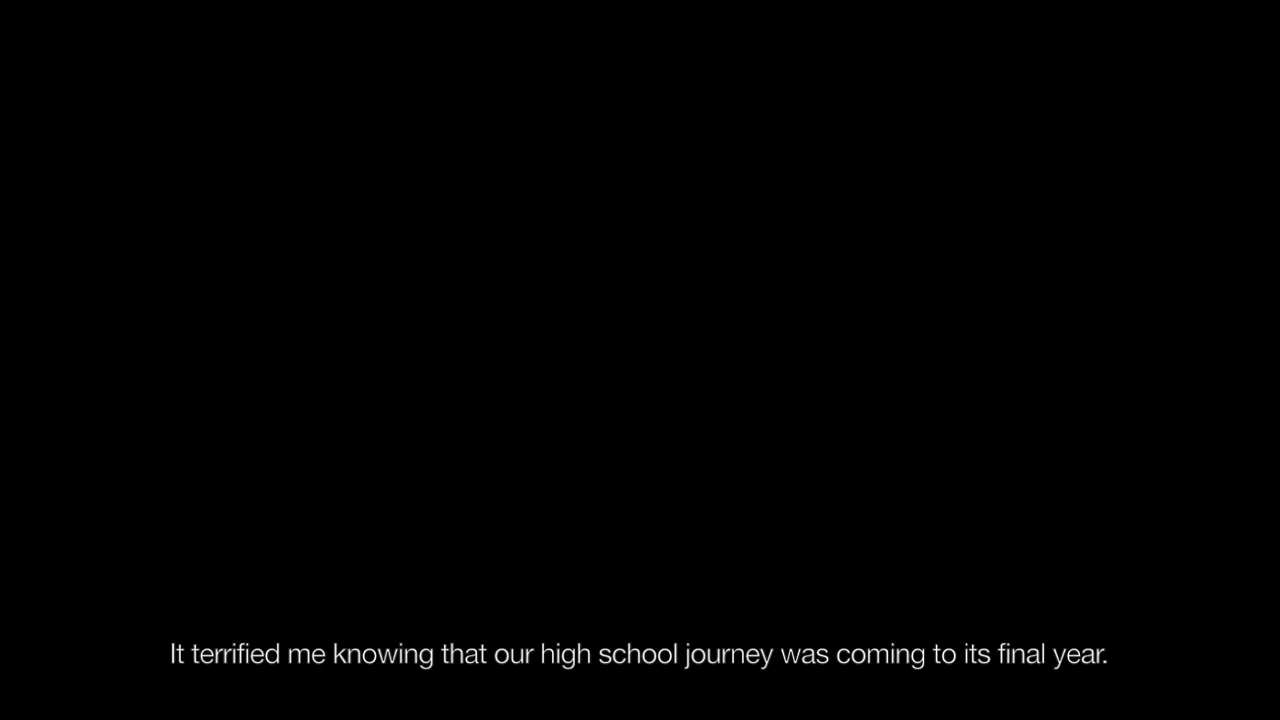 It terrified me knowing that our high school journey was coming to its final year.